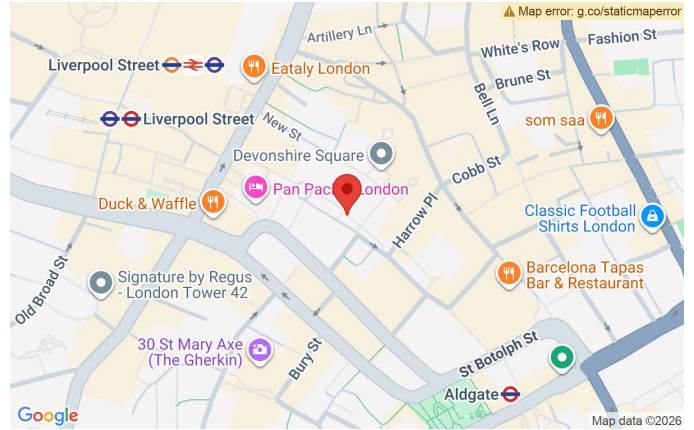 Map error: g.co/staticmaperror
Artillery Ln
White's Row
Fashion St
Liverpool Street
Eataly London
Brune St
Bell Ln
New St
Liverpool Street
som saa
Devonshire Square
Cobb St
Pan Pac
London
Duck & Waffle
Harrow Pl
Classic Football
Shirts London
Old Broad St
Signature by Regus
- London Tower 42
Barcelona Tapas
Bar & Restaurant
30 St Mary Axe
(The Gherkin)
Bury St
St Botolph St
Aldgate
Google
Map data ©2026